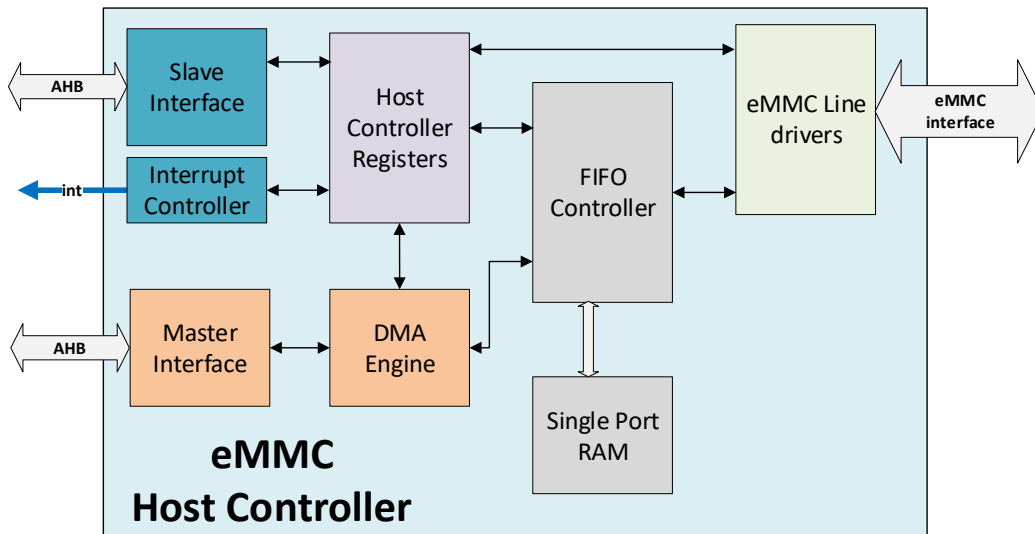 AHB
Slave
Interface
Host
Controller
Registers
eMMC Line
drivers
eMMC
interface
int
Interrupt
Controller
FIFO
Controller
AHB
Master
Interface
DMA
Engine
Single Port
RAM
eMMC
Host Controller